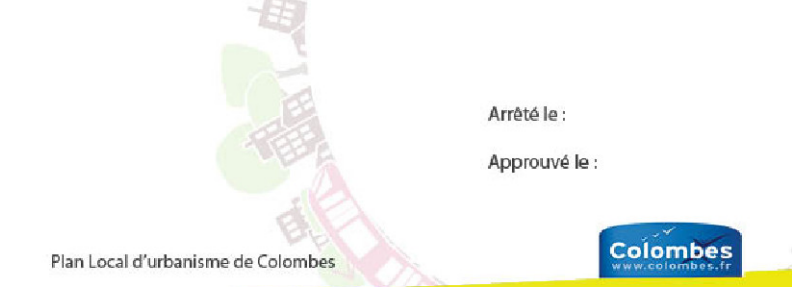 Arrêté le :
Approuvé le :
Plan Local d'urbanisme de Colombes
Colombes
www.colombes.fr